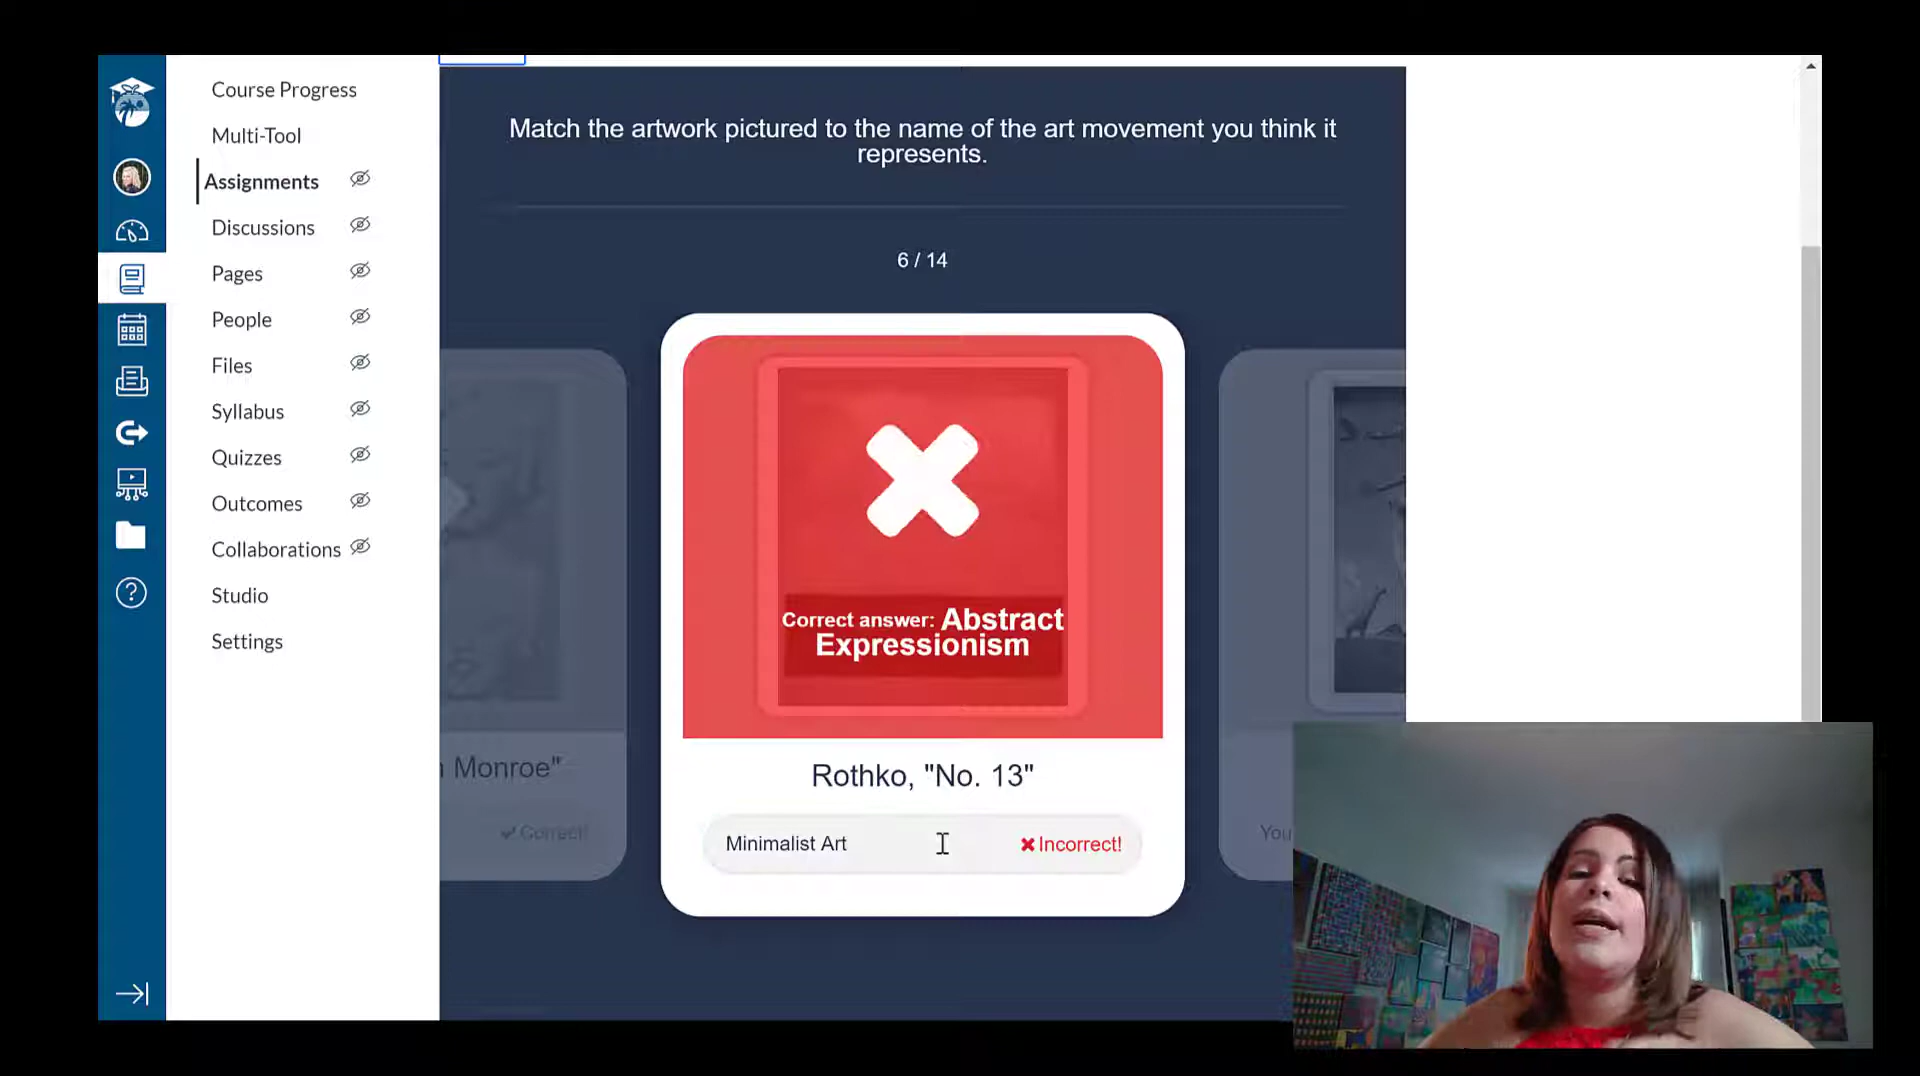 Course Progress
Multi-Tool
Assignments
Discussions
Pages
People
Files
Syllabus
Quizzes
Outcomes
Collaborations
Studio
Settings
Match the artwork pictured to the name of the art movement you think it
represents.
6 / 14
Monroe"
Correct!
Correct answer: Abstract
Expressionism
Rothko, "No. 13"
Minimalist Art
Incorrect!
You